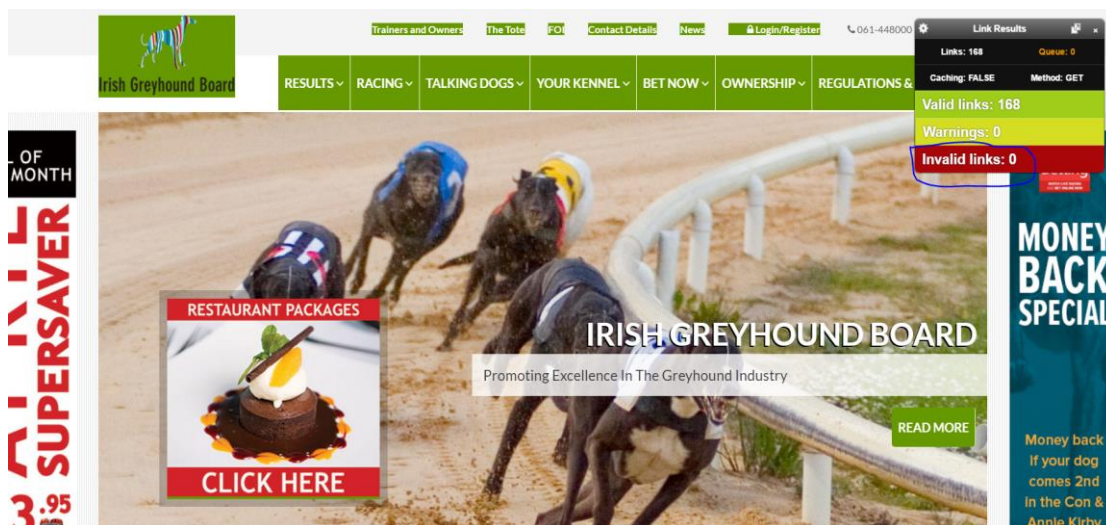 Trainers and Owners The Tote FOI Contact Details News Login/Register 061-448000
Irish Greyhound Board
RESULTS RACING TALKING DOGS YOUR KENNEL BET NOW OWNERSHIP REGULATIONS &
Link Results
Links: 168 Queue: 0
Caching: FALSE Method: GET
Valid links: 168
Warnings: 0
Invalid links: 0
OF
MONTH
SUPERSAVER
3.95
RESTAURANT PACKAGES
CLICK HERE
IRISH GREYHOUND BOARD
Promoting Excellence In The Greyhound Industry
READ MORE
MONEY
BACK
SPECIAL
Money back
If your dog
comes 2nd
in the Con &
Annie Kirby